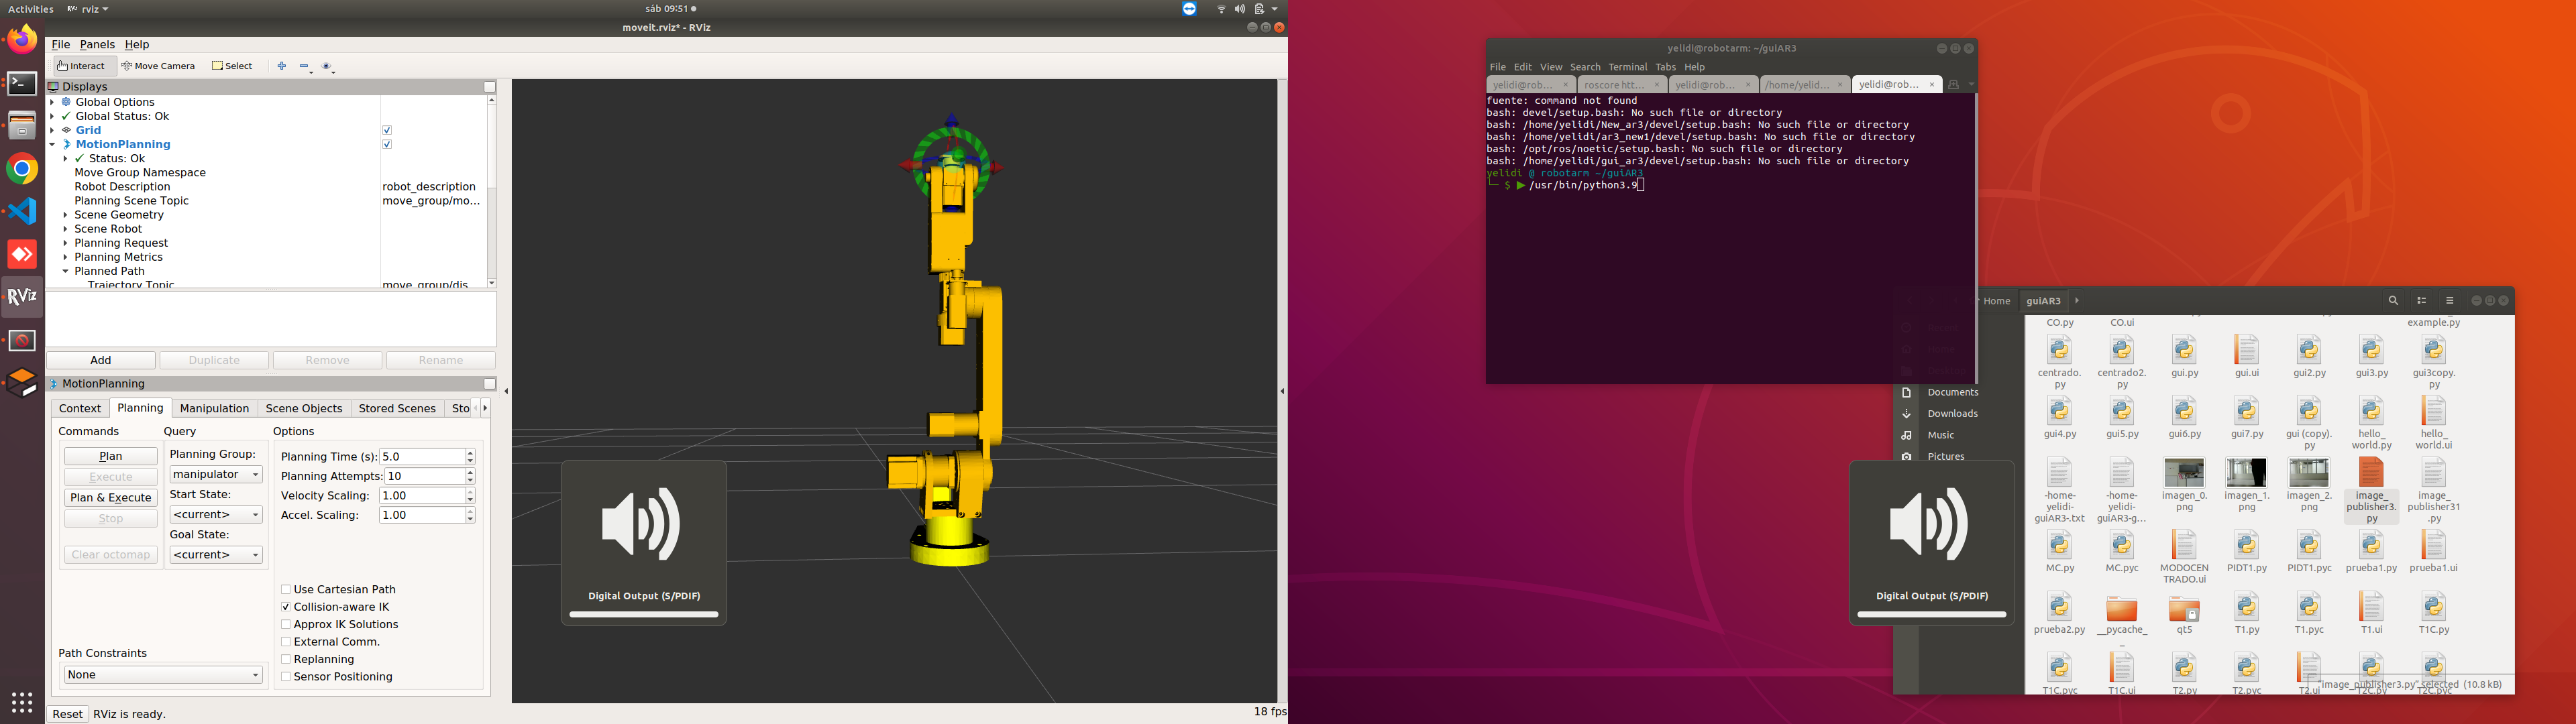 Activities
rviz
sáb 09:51
moveit.rviz* - RViz
File Panels Help
Interact
Move Camera
Select
Displays
Global Options
Global Status: Ok
Grid
MotionPlanning
Status: Ok
Move Group Namespace
Robot Description robot_description
Planning Scene Topic move_group/mo...
Scene Geometry
Scene Robot
Planning Request
Planning Metrics
Planned Path
Trajectory Topic move_group/dis
Add
Duplicate
Remove
Rename
MotionPlanning
Context
Planning
Manipulation
Scene Objects
Stored Scenes
Sto
Commands
Query
Options
Plan
Execute
Plan & Execute
Stop
Clear octomap
Planning Group:
manipulator
Start State:
<current>
Goal State:
<current>
Planning Time (s): 5.0
Planning Attempts: 10
Velocity Scaling: 1.00
Accel. Scaling: 1.00
Use Cartesian Path
Collision-aware IK
Approx IK Solutions
External Comm.
Replanning
Sensor Positioning
Path Constraints
None
Reset
RViz is ready.
18 fps
RViz
Digital Output (S/PDIF)
yelidi@robotarm: ~/guiAR3
File Edit View Search Terminal Tabs Help
yelidi@rob...
roscore htt...
yelidi@rob...
/home/yelid...
yelidi@rob...
fuente: command not found
bash: devel/setup.bash: No such file or directory
bash: /home/yelidi/New_ar3/devel/setup.bash: No such file or directory
bash: /home/yelidi/ar3_new1/devel/setup.bash: No such file or directory
bash: /opt/ros/noetic/setup.bash: No such file or directory
bash: /home/yelidi/gui_ar3/devel/setup.bash: No such file or directory
yelidi @ robotarm ~/guiAR3
$ /usr/bin/python3.9
Home
guiAR3
Documents
Downloads
Music
Pictures
CO.py
CO.ui
example.py
centrado.
py
centrado2.
py
gui.py
gui.ui
gui2.py
gui3.py
gui3copy.
py
gui4.py
gui5.py
gui6.py
gui7.py
gui (copy).
py
hello_
world.py
hello_
world.ui
-home-
yelidi-
guiAR3-.txt
-home-
yelidi-
guiAR3-g...
imagen_0.
png
imagen_1.
png
imagen_2.
png
image_
publisher3.
py
image_
publisher31
.py
MC.py
MC.pyc
MODOCEN
TRADO.ui
PIDT1.py
PIDT1.pyc
prueba1.py
prueba1.ui
prueba2.py
__pycache_
_
qt5
T1.py
T1.pyc
T1.ui
T1C.py
T1C.pyc
T1C.ui
T2.py
T2.pyc
T2.ui
T2C.py
T2C.pyc
"image_publisher3.py" selected (10.8 kB)
Digital Output (S/PDIF)